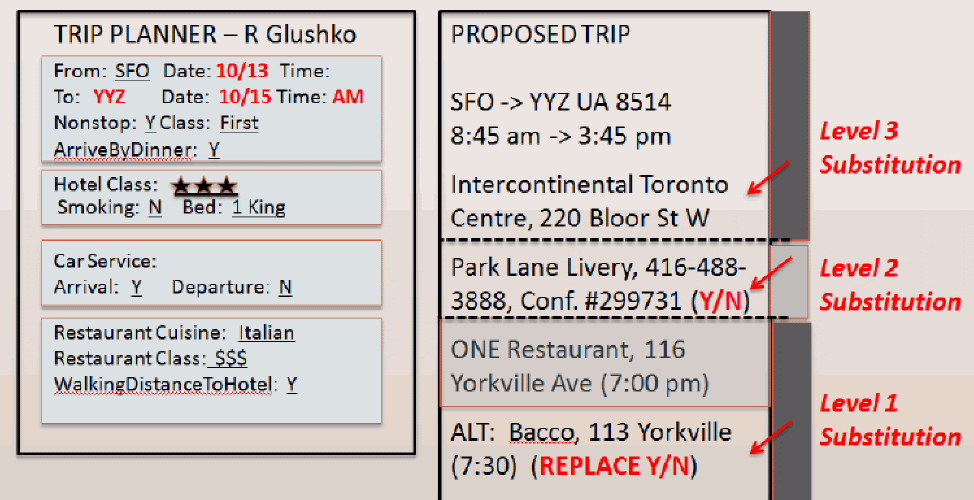 TRIP PLANNER – R Glushko
From: SFO Date: 10/13 Time:
To: YYZ Date: 10/15 Time: AM
Nonstop: Y Class: First
ArriveByDinner: Y
Hotel Class: ★★★
Smoking: N Bed: 1 King
Car Service:
Arrival: Y Departure: N
Restaurant Cuisine: Italian
Restaurant Class: $$$
WalkingDistanceToHotel: Y
PROPOSED TRIP
SFO -> YYZ UA 8514
8:45 am -> 3:45 pm
Intercontinental Toronto
Centre, 220 Bloor St W
Park Lane Livery, 416-488-
3888, Conf. #299731 (Y/N)
ONE Restaurant, 116
Yorkville Ave (7:00 pm)
ALT: Bacco, 113 Yorkville
(7:30) (REPLACE Y/N)
Level 3
Substitution
Level 2
Substitution
Level 1
Substitution